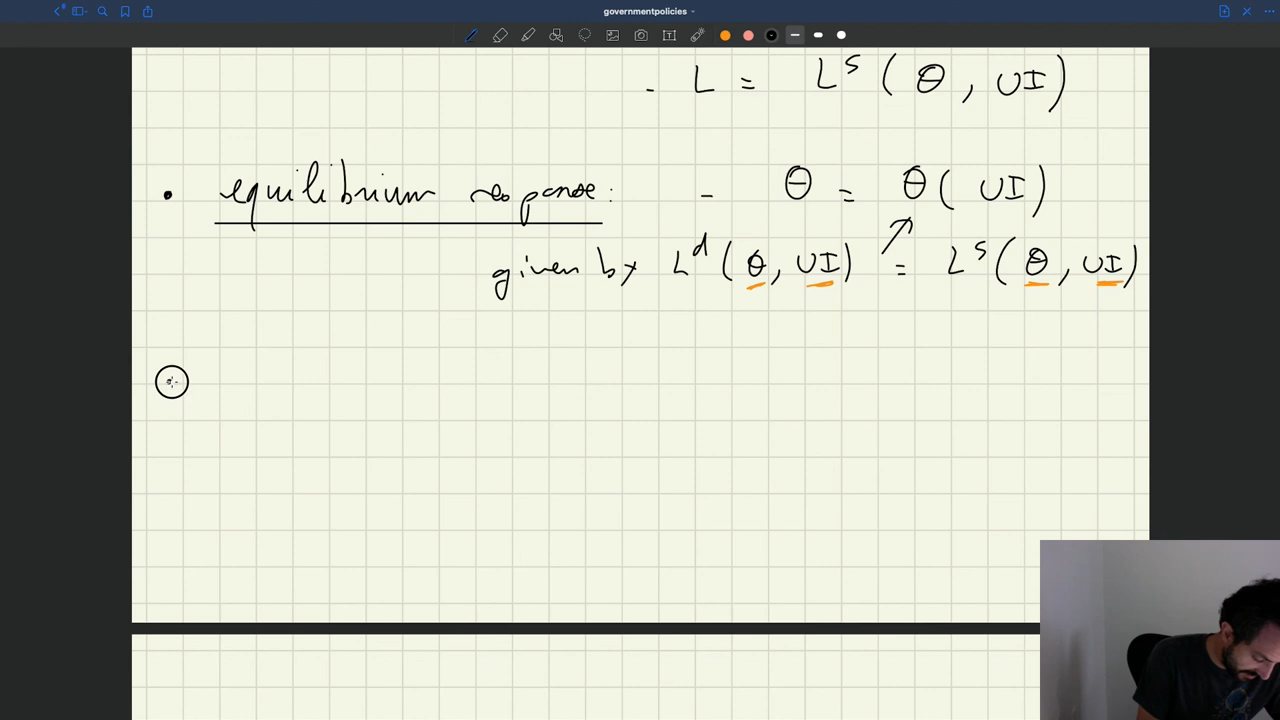 governmentpolicies
- L = L^s ( θ , UI )
• equilibrium response : - θ = θ ( UI )
given by L^d ( θ , UI ) = L^s ( θ , UI )